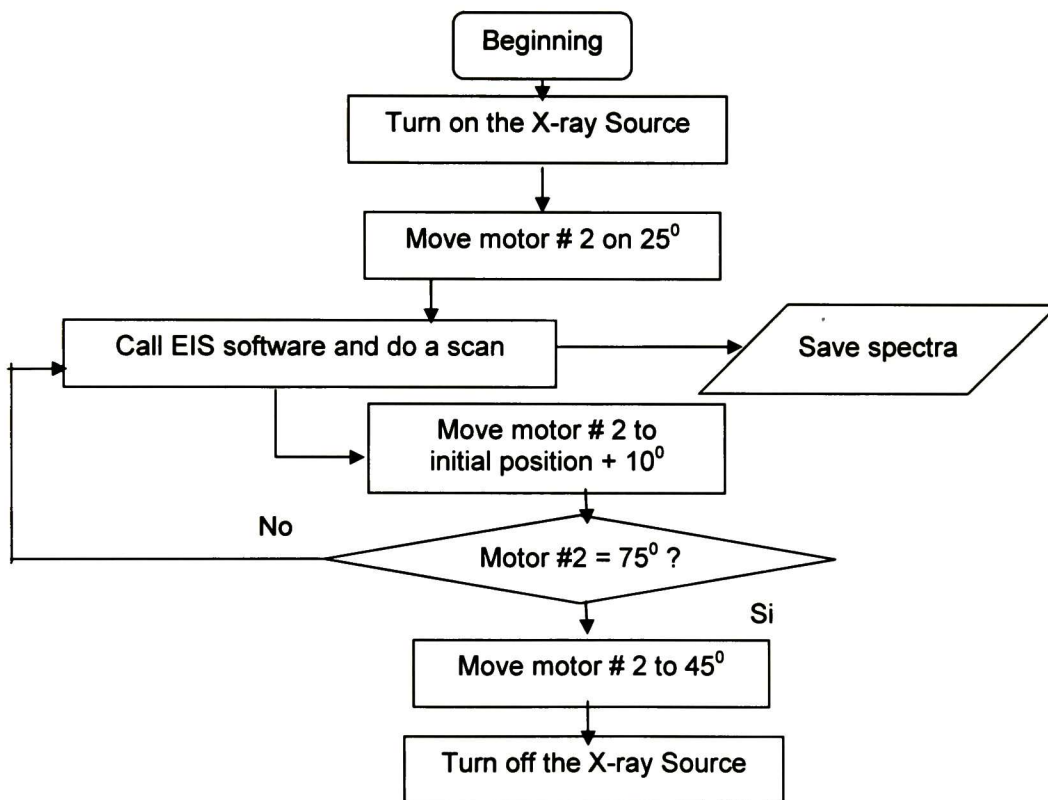 Beginning
Turn on the X-ray Source
Move motor # 2 on 25⁰
Call EIS software and do a scan
Save spectra
Move motor # 2 to
initial position + 10⁰
No
Motor #2 = 75⁰ ?
Si
Move motor # 2 to 45⁰
Turn off the X-ray Source